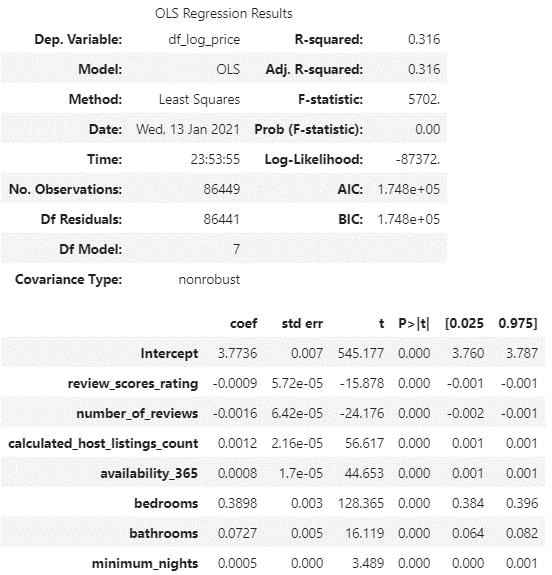 OLS Regression Results
Dep. Variable: df_log_price R-squared: 0.316
Model: OLS Adj. R-squared: 0.316
Method: Least Squares F-statistic: 5702.
Date: Wed, 13 Jan 2021 Prob (F-statistic): 0.00
Time: 23:53:55 Log-Likelihood: -87372.
No. Observations: 86449 AIC: 1.748e+05
Df Residuals: 86441 BIC: 1.748e+05
Df Model: 7
Covariance Type: nonrobust
coef std err t P>|t| [0.025 0.975]
Intercept 3.7736 0.007 545.177 0.000 3.760 3.787
review_scores_rating -0.0009 5.72e-05 -15.878 0.000 -0.001 -0.001
number_of_reviews -0.0016 6.42e-05 -24.176 0.000 -0.002 -0.001
calculated_host_listings_count 0.0012 2.16e-05 56.617 0.000 0.001 0.001
availability_365 0.0008 1.7e-05 44.653 0.000 0.001 0.001
bedrooms 0.3898 0.003 128.365 0.000 0.384 0.396
bathrooms 0.0727 0.005 16.119 0.000 0.064 0.082
minimum_nights 0.0005 0.000 3.489 0.000 0.000 0.001